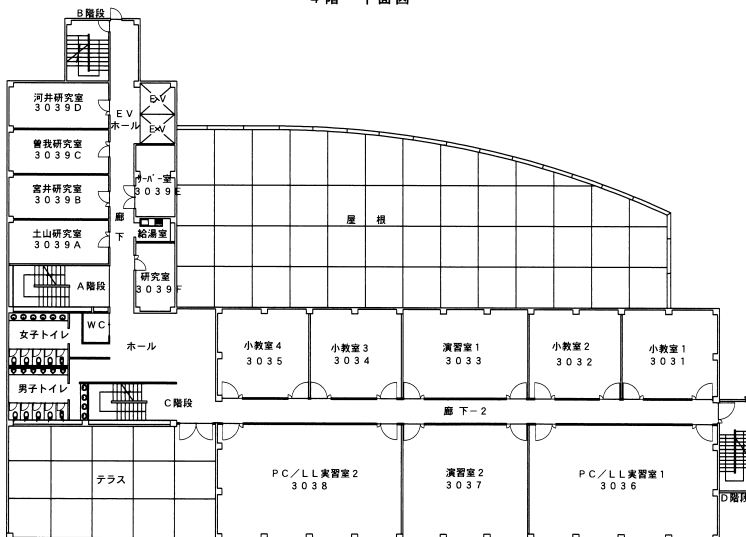 4階 平面図
B階段
河井研究室
3039D
EV
ホール
EV
EV
曽我研究室
3039C
サーバー室
3039E
宮井研究室
3039B
廊
下
屋 根
給湯室
土山研究室
3039A
研究室
3039F
A階段
WC
女子トイレ
ホール
小教室4
3035
小教室3
3034
演習室1
3033
小教室2
3032
小教室1
3031
男子トイレ
C階段
廊下-2
テラス
PC/LL実習室2
3038
演習室2
3037
PC/LL実習室1
3036
D階段